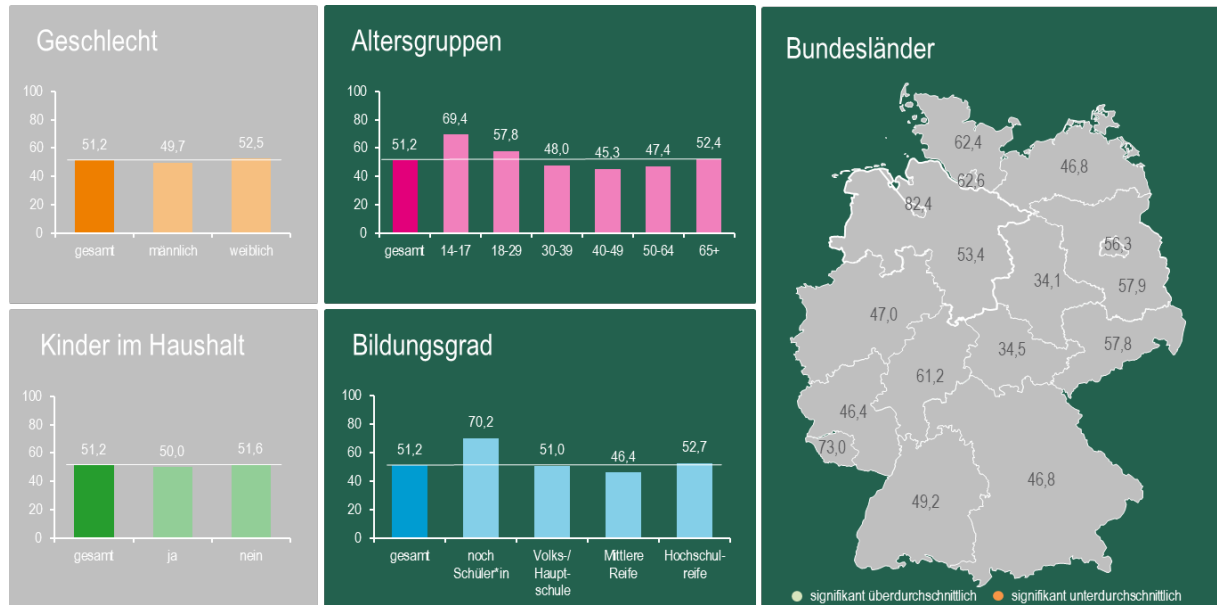 Geschlecht
100
80
60
40
20
0
51,2
49,7
52,5
gesamt
männlich
weiblich
Altersgruppen
100
80
60
40
20
0
51,2
69,4
57,8
48,0
45,3
47,4
52,4
gesamt
14-17
18-29
30-39
40-49
50-64
65+
Kinder im Haushalt
100
80
60
40
20
0
51,2
50,0
51,6
gesamt
ja
nein
Bildungsgrad
100
80
60
40
20
0
51,2
70,2
51,0
46,4
52,7
gesamt
noch
Schüler*in
Volks-/
Haupt-
schule
Mittlere
Reife
Hochschul-
reife
Bundesländer
62,4
46,8
62,6
82,4
56,3
53,4
34,1
57,9
47,0
57,8
34,5
61,2
46,4
73,0
46,8
49,2
signifikant überdurchschnittlich
signifikant unterdurchschnittlich